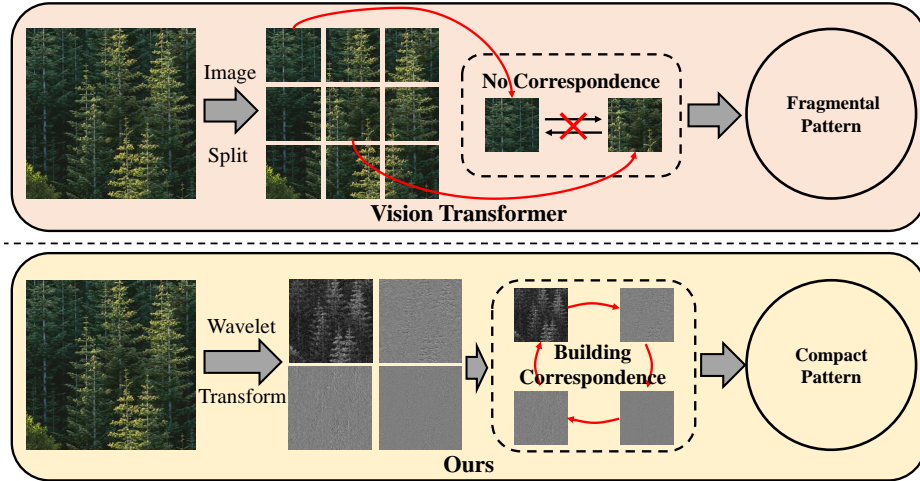 Image
Split
No Correspondence
Fragmental
Pattern
Vision Transformer
Wavelet
Transform
Building
Correspondence
Compact
Pattern
Ours